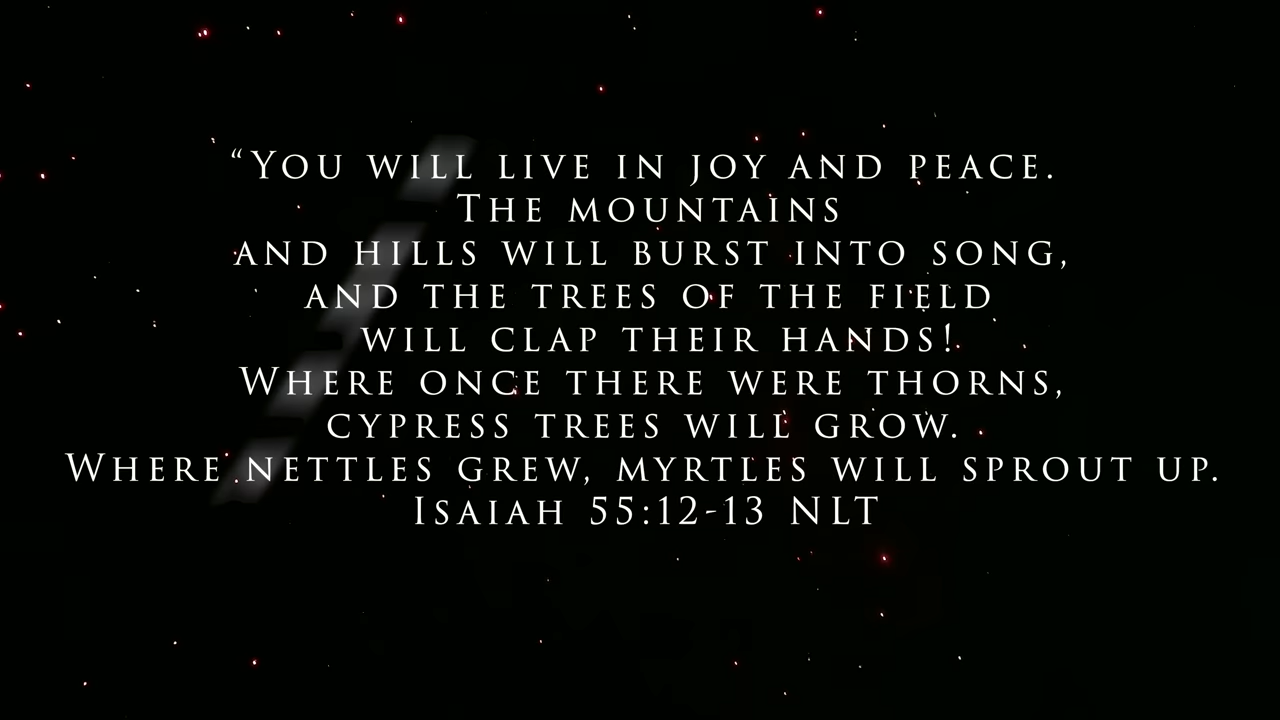 “You will live in joy and peace.
The mountains
and hills will burst into song,
and the trees of the field
will clap their hands!
Where once there were thorns,
cypress trees will grow.
Where nettles grew, myrtles will sprout up.
Isaiah 55:12-13 NLT